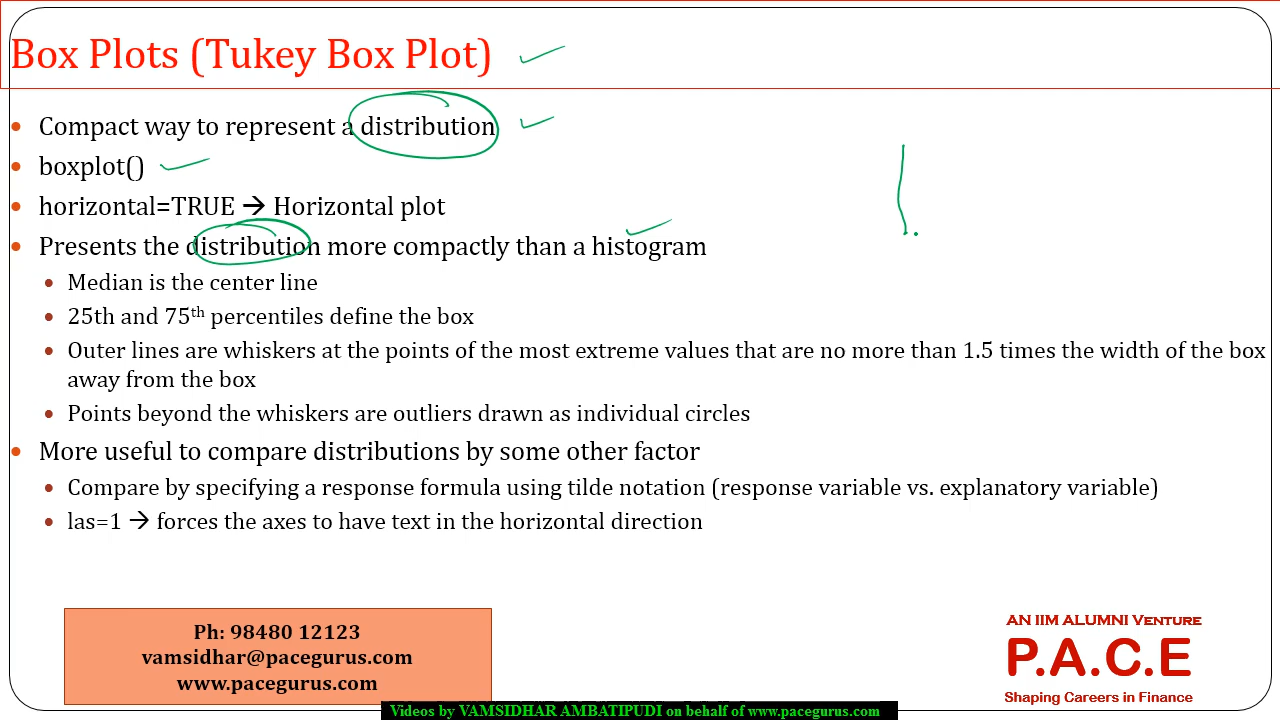 Box Plots (Tukey Box Plot)
• Compact way to represent a distribution
• boxplot()
• horizontal=TRUE → Horizontal plot
• Presents the distribution more compactly than a histogram
• Median is the center line
• 25th and 75th percentiles define the box
• Outer lines are whiskers at the points of the most extreme values that are no more than 1.5 times the width of the box
away from the box
• Points beyond the whiskers are outliers drawn as individual circles
• More useful to compare distributions by some other factor
• Compare by specifying a response formula using tilde notation (response variable vs. explanatory variable)
• las=1 → forces the axes to have text in the horizontal direction
Ph: 98480 12123
vamsidhar@pacegurus.com
www.pacegurus.com
AN IIM ALUMNI VENTURE
P.A.C.E
Shaping Careers in Finance
Videos by VAMSIDHAR AMBATIPUDI on behalf of www.pacegurus.com